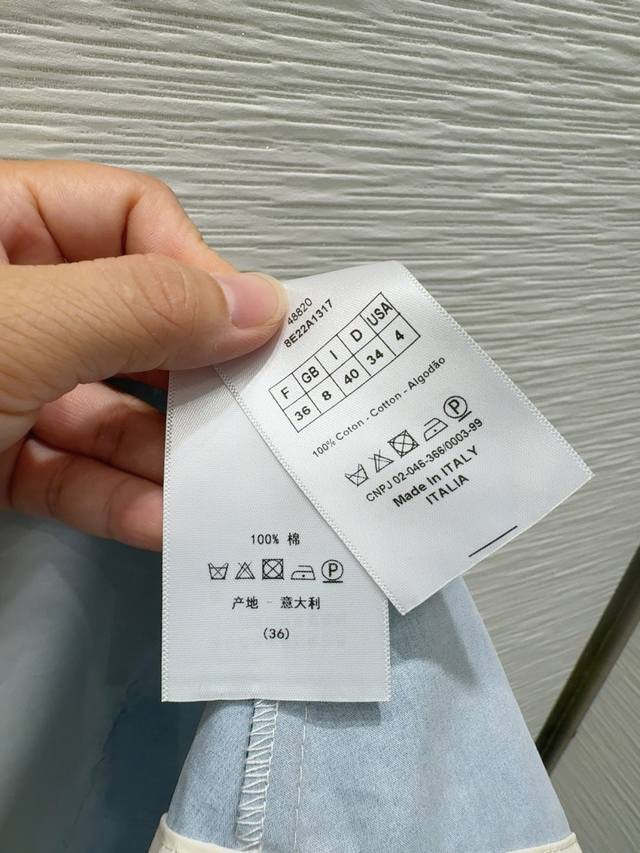 48820
8E22A1317
F GB I D USA
36 8 40 34 4
100% Coton - Cotton - Algodão
P
CNPJ 02-046-366/0003-99
Made in ITALY
ITALIA
100% 棉
P
产地 - 意大利
(36)